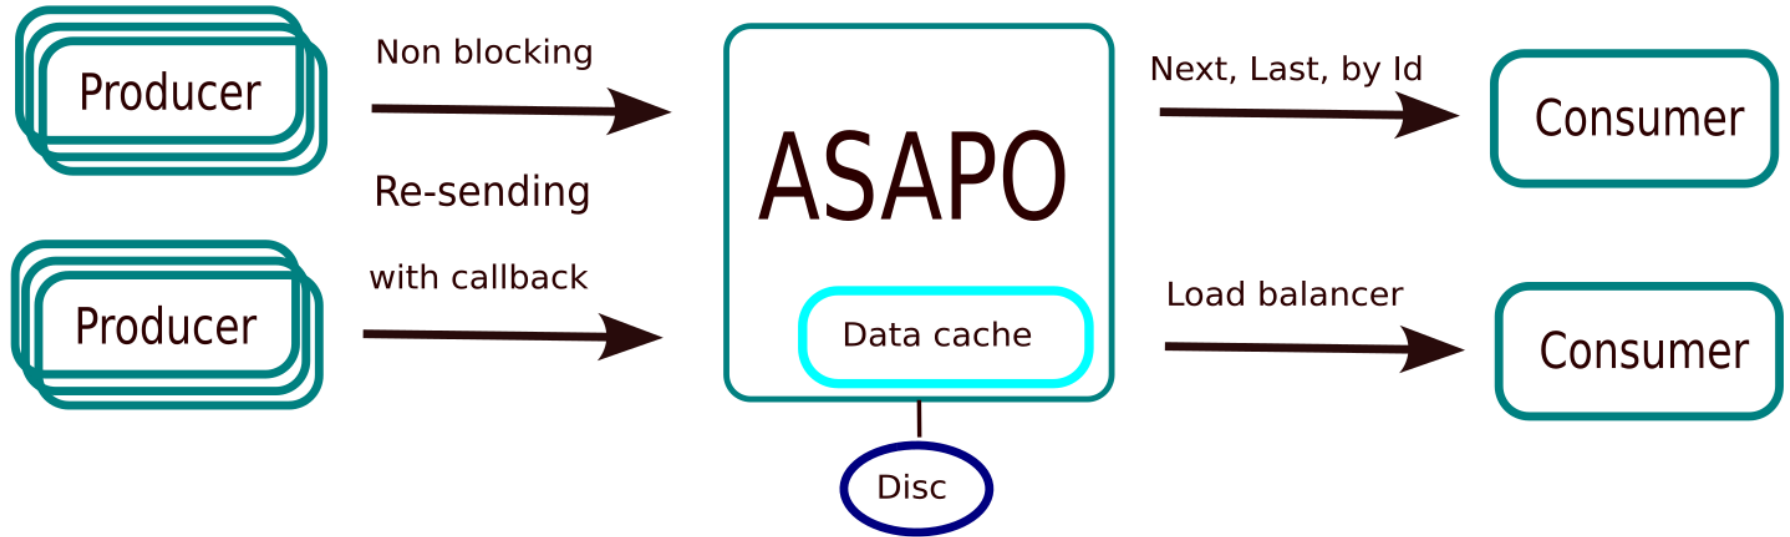 Producer
Non blocking
Re-sending
Producer
with callback
ASAPO
Data cache
Disc
Next, Last, by Id
Consumer
Load balancer
Consumer